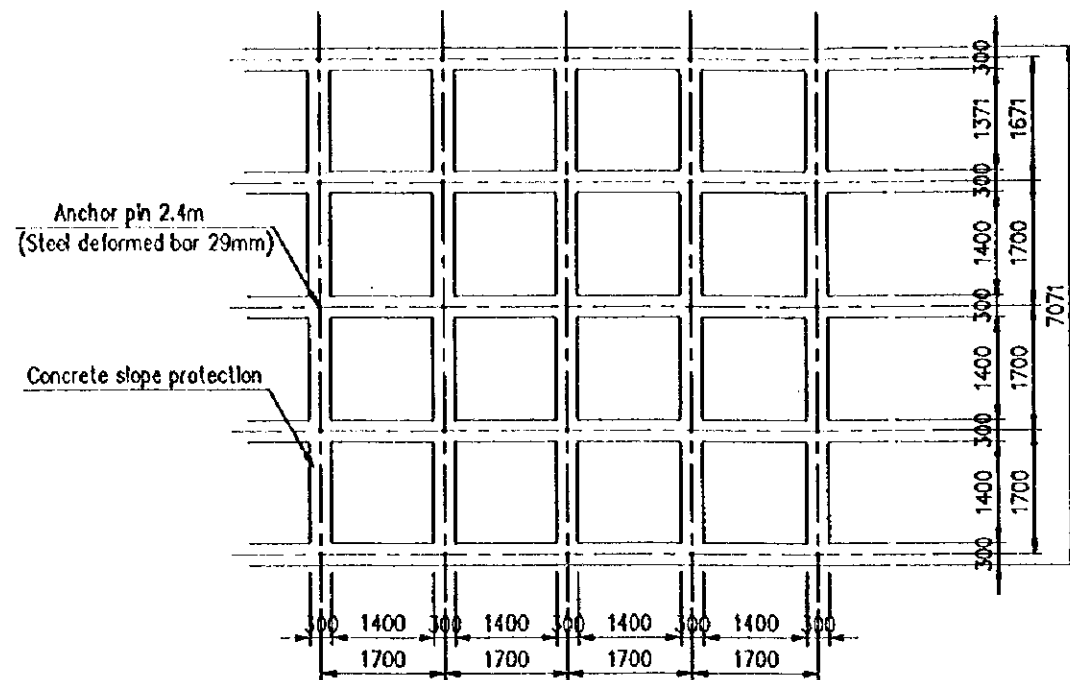 Anchor pin 2.4m
(Steel deformed bar 29mm)
Concrete slope protection
300
1371
1671
300
1400
1700
300
7071
1400
1700
300
1400
1700
300
300 1400 300 1400 300 1400 300 1400 300
1700 1700 1700 1700